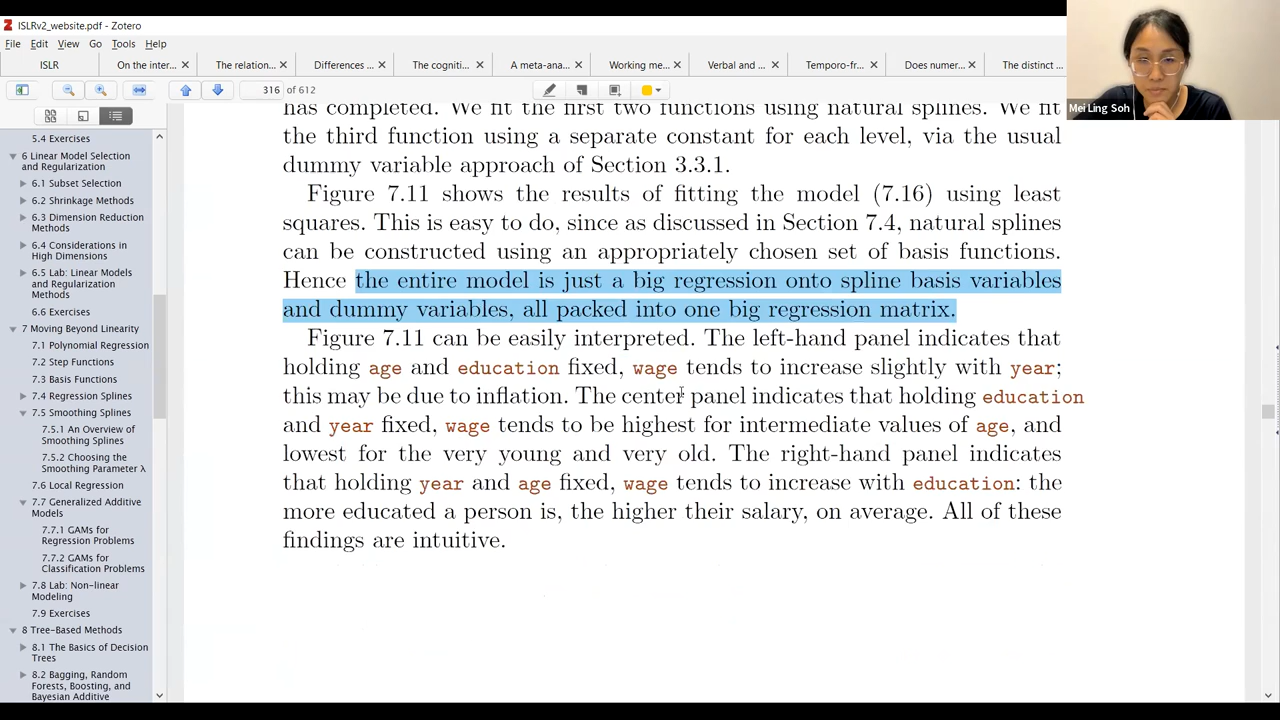 ISLRv2_website.pdf - Zotero
File Edit View Go Tools Help
ISLR On the inter... The relation... Differences ... The cogniti... A meta-ana... Working me... Verbal and ... Temporo-fr... Does numer... The distinct
316 of 612
Mei Ling Soh
5.4 Exercises
6 Linear Model Selection
and Regularization
6.1 Subset Selection
6.2 Shrinkage Methods
6.3 Dimension Reduction
Methods
6.4 Considerations in
High Dimensions
6.5 Lab: Linear Models
and Regularization
Methods
6.6 Exercises
7 Moving Beyond Linearity
7.1 Polynomial Regression
7.2 Step Functions
7.3 Basis Functions
7.4 Regression Splines
7.5 Smoothing Splines
7.5.1 An Overview of
Smoothing Splines
7.5.2 Choosing the
Smoothing Parameter λ
7.6 Local Regression
7.7 Generalized Additive
Models
7.7.1 GAMs for
Regression Problems
7.7.2 GAMs for
Classification Problems
7.8 Lab: Non-linear
Modeling
7.9 Exercises
8 Tree-Based Methods
8.1 The Basics of Decision
Trees
8.2 Bagging, Random
Forests, Boosting, and
Bayesian Additive
has completed. We fit the first two functions using natural splines. We fit
the third function using a separate constant for each level, via the usual
dummy variable approach of Section 3.3.1.
Figure 7.11 shows the results of fitting the model (7.16) using least
squares. This is easy to do, since as discussed in Section 7.4, natural splines
can be constructed using an appropriately chosen set of basis functions.
Hence the entire model is just a big regression onto spline basis variables
and dummy variables, all packed into one big regression matrix.
Figure 7.11 can be easily interpreted. The left-hand panel indicates that
holding age and education fixed, wage tends to increase slightly with year;
this may be due to inflation. The center panel indicates that holding education
and year fixed, wage tends to be highest for intermediate values of age, and
lowest for the very young and very old. The right-hand panel indicates
that holding year and age fixed, wage tends to increase with education: the
more educated a person is, the higher their salary, on average. All of these
findings are intuitive.